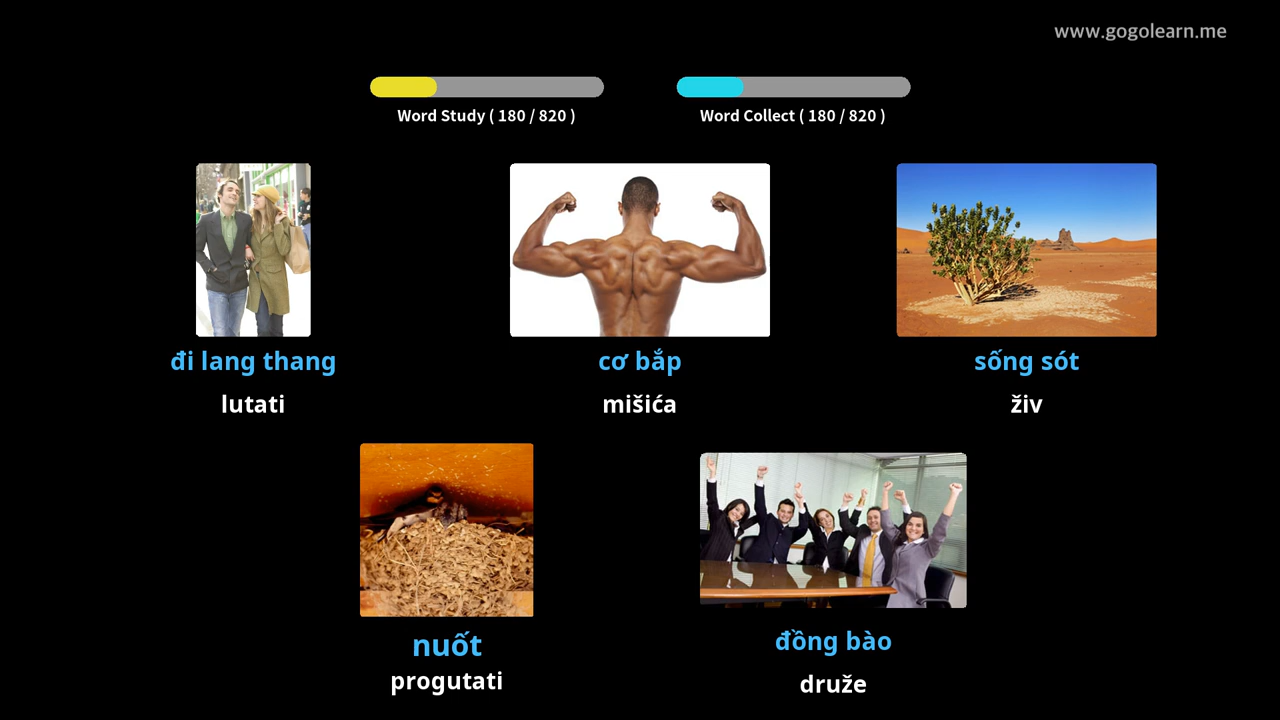 www.gogolearn.me
Word Study ( 180 / 820 )
Word Collect ( 180 / 820 )
đi lang thang
lutati
cơ bắp
mišića
sống sót
živ
nuốt
progutati
đồng bào
druže